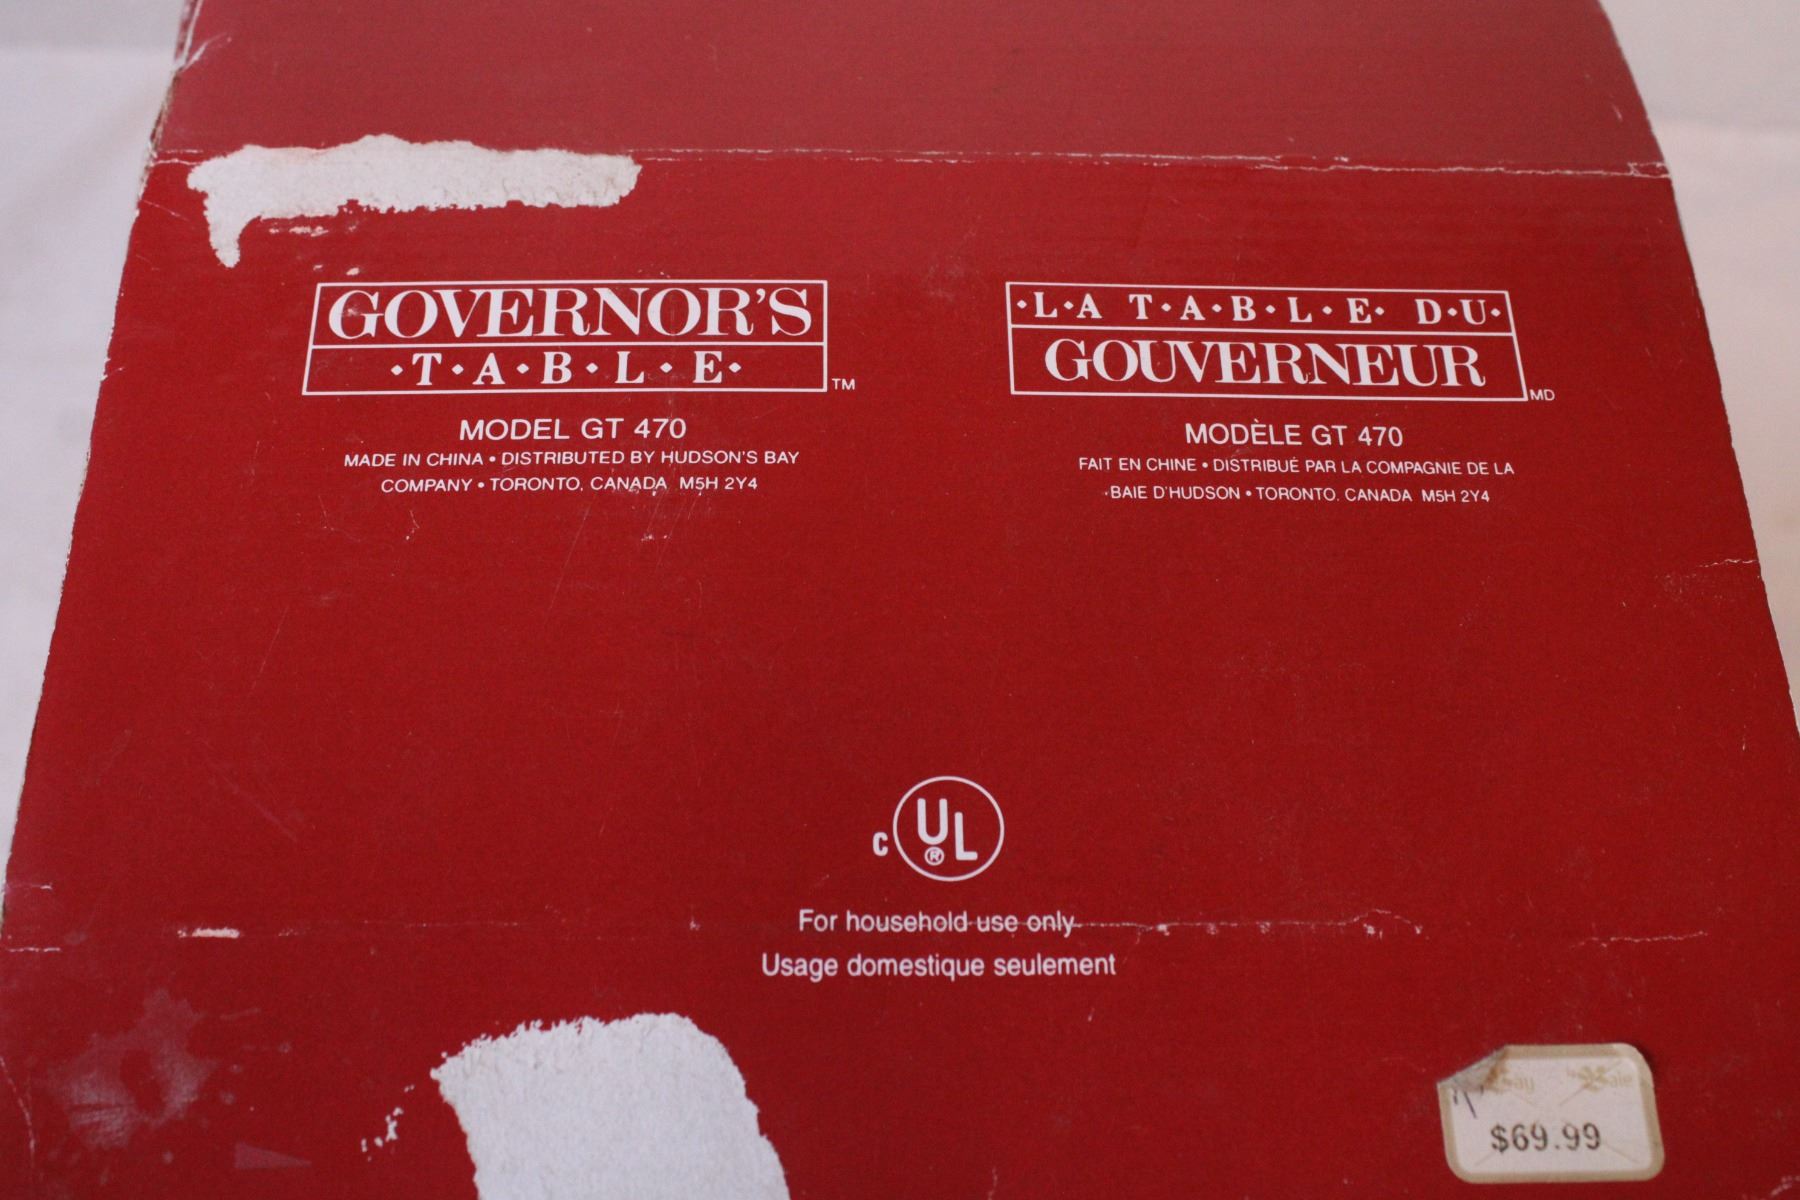 GOVERNOR'S
•T•A•B•L•E•
TM
MODEL GT 470
MADE IN CHINA • DISTRIBUTED BY HUDSON'S BAY
COMPANY • TORONTO, CANADA M5H 2Y4
•L•A T•A•B•L•E• D•U•
GOUVERNEUR
MD
MODÈLE GT 470
FAIT EN CHINE • DISTRIBUÉ PAR LA COMPAGNIE DE LA
BAIE D'HUDSON • TORONTO, CANADA M5H 2Y4
C UL ®
For household use only
Usage domestique seulement
$69.99